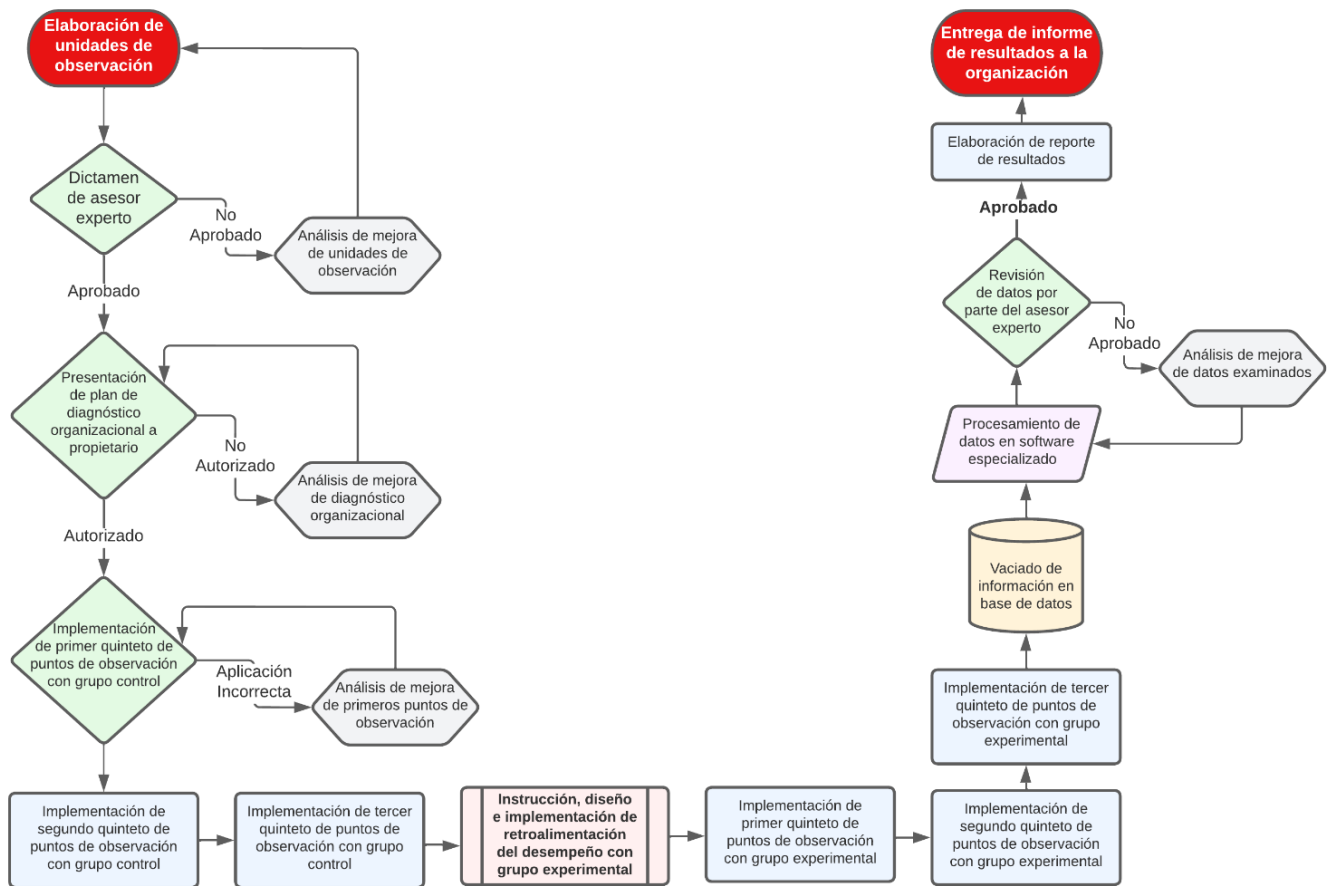 Elaboración de
unidades de
observación
Dictamen
de asesor
experto
No
Aprobado
Análisis de mejora
de unidades de
observación
Aprobado
Presentación
de plan de
diagnóstico
organizacional a
propietario
No
Autorizado
Análisis de mejora
de diagnóstico
organizacional
Autorizado
Implementación
de primer quinteto de
puntos de observación
con grupo control
Aplicación
Incorrecta
Análisis de mejora
de primeros puntos de
observación
Implementación de
segundo quinteto de
puntos de observación
con grupo control
Implementación de tercer
quinteto de puntos de
observación con grupo
control
Instrucción, diseño
e implementación de
retroalimentación
del desempeño con
grupo experimental
Implementación de
primer quinteto de
puntos de observación
con grupo experimental
Implementación de
segundo quinteto de
puntos de observación
con grupo experimental
Implementación de tercer
quinteto de puntos de
observación con grupo
experimental
Vaciado de
información en
base de datos
Procesamiento de
datos en software
especializado
Revisión
de datos por
parte del asesor
experto
No
Aprobado
Análisis de mejora
de datos examinados
Aprobado
Elaboración de reporte
de resultados
Entrega de informe
de resultados a la
organización